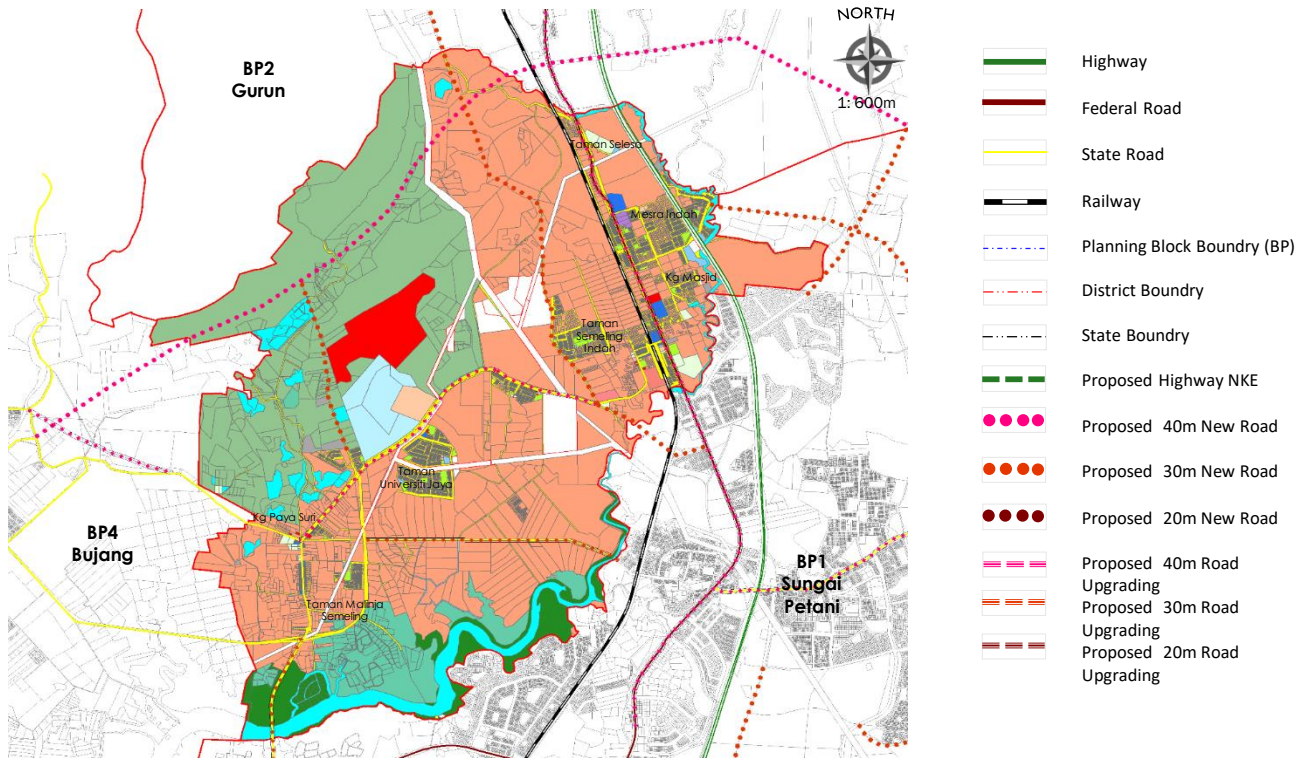 NORTH
1: 600m
BP2
Gurun
Taman Selesa
Mesra Indah
Kg Masjid
Taman
Semeling
Indah
Taman
Universiti Jaya
Kg Paya Suri
BP4
Bujang
BP1
Sungai
Petani
Taman Malinja
Semeling
Highway
Federal Road
State Road
Railway
Planning Block Boundry (BP)
District Boundry
State Boundry
Proposed Highway NKE
Proposed 40m New Road
Proposed 30m New Road
Proposed 20m New Road
Proposed 40m Road
Upgrading
Proposed 30m Road
Upgrading
Proposed 20m Road
Upgrading